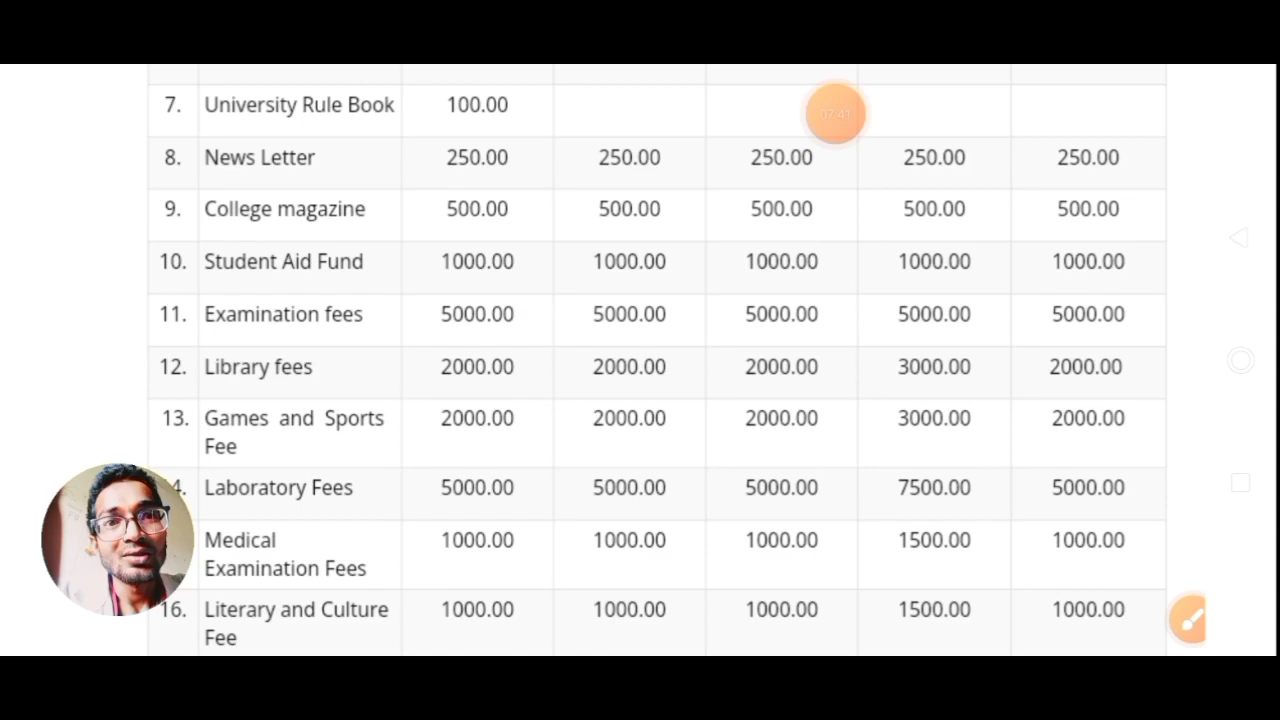 7. University Rule Book 100.00
07:41
8. News Letter 250.00 250.00 250.00 250.00 250.00
9. College magazine 500.00 500.00 500.00 500.00 500.00
10. Student Aid Fund 1000.00 1000.00 1000.00 1000.00 1000.00
11. Examination fees 5000.00 5000.00 5000.00 5000.00 5000.00
12. Library fees 2000.00 2000.00 2000.00 3000.00 2000.00
13. Games and Sports 2000.00 2000.00 2000.00 3000.00 2000.00
Fee
4. Laboratory Fees 5000.00 5000.00 5000.00 7500.00 5000.00
Medical 1000.00 1000.00 1000.00 1500.00 1000.00
Examination Fees
16. Literary and Culture 1000.00 1000.00 1000.00 1500.00 1000.00
Fee